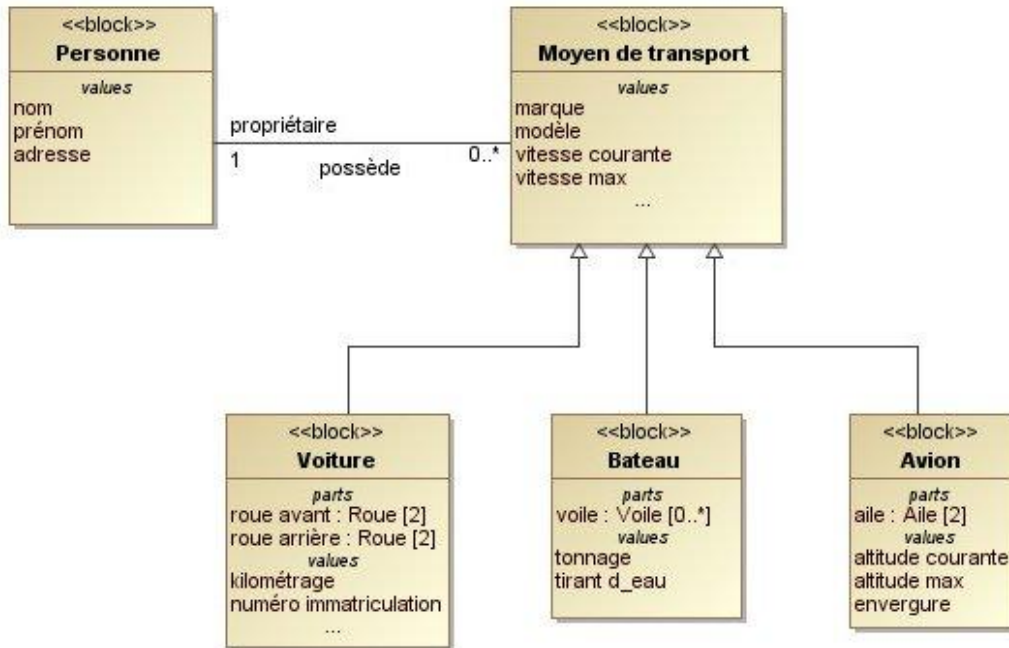 <<block>>
Personne
values
nom
prénom
adresse
propriétaire
1
possède
0..*
<<block>>
Moyen de transport
values
marque
modèle
vitesse courante
vitesse max
...
<<block>>
Voiture
parts
roue avant : Roue [2]
roue arrière : Roue [2]
values
kilométrage
numéro immatriculation
...
<<block>>
Bateau
parts
voile : Voile [0..*]
values
tonnage
tirant d_eau
<<block>>
Avion
parts
aile : Aile [2]
values
altitude courante
altitude max
envergure